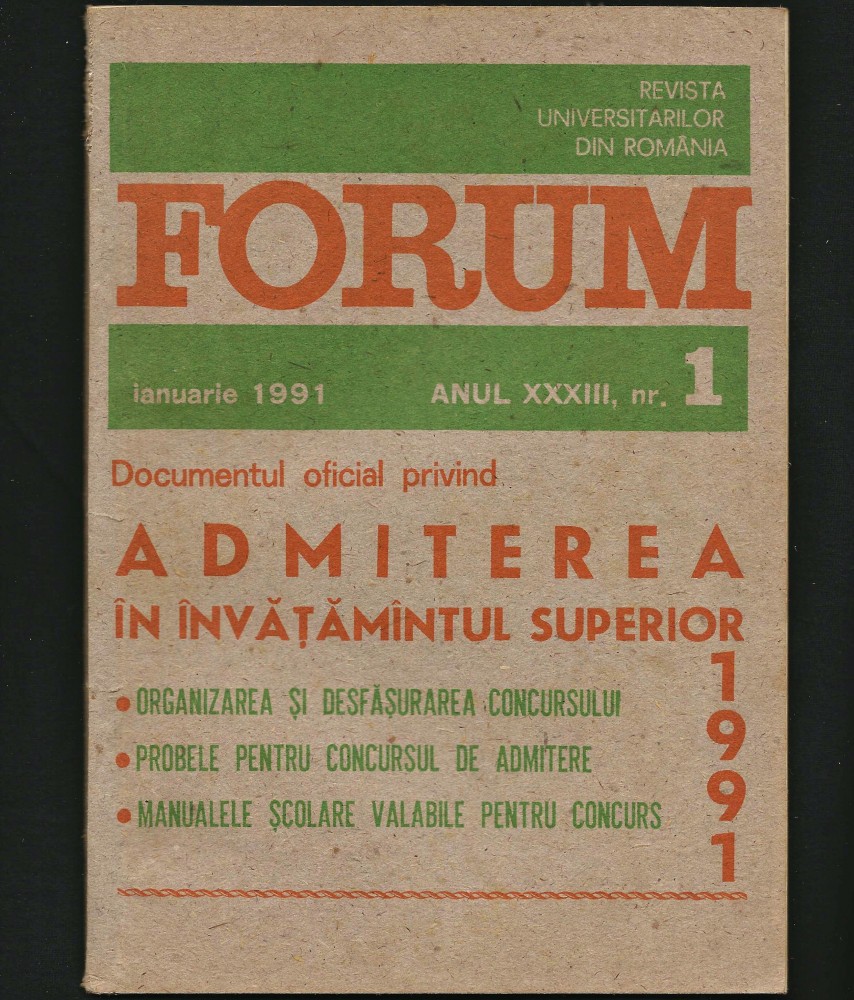 REVISTA
UNIVERSITARILOR
DIN ROMÂNIA
FORUM
ianuarie 1991 ANUL XXXIII, nr. 1
Documentul oficial privind
ADMITEREA
ÎN ÎNVĂȚĂMÎNTUL SUPERIOR
1991
• ORGANIZAREA ȘI DESFĂȘURAREA CONCURSULUI
• PROBELE PENTRU CONCURSUL DE ADMITERE
• MANUALELE ȘCOLARE VALABILE PENTRU CONCURS